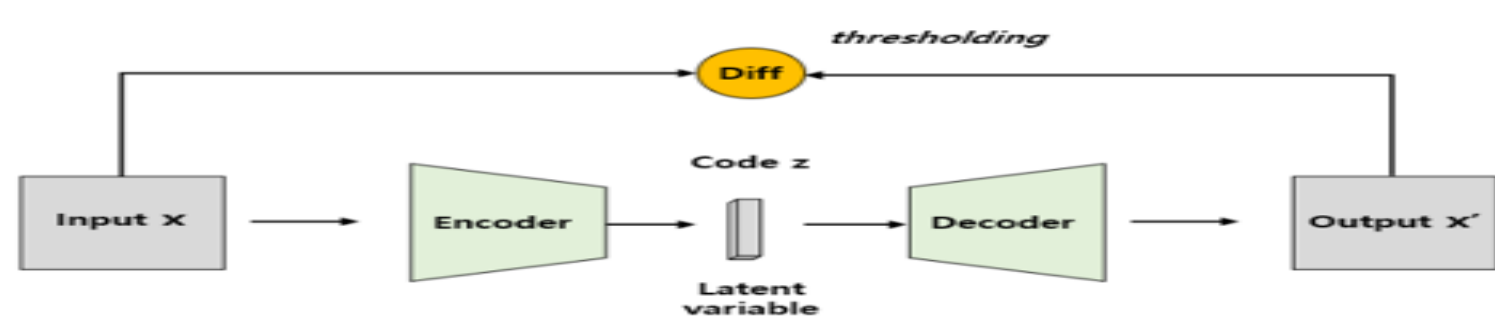 thresholding
Diff
Code z
Input x
Encoder
Decoder
Output x′
Latent
variable